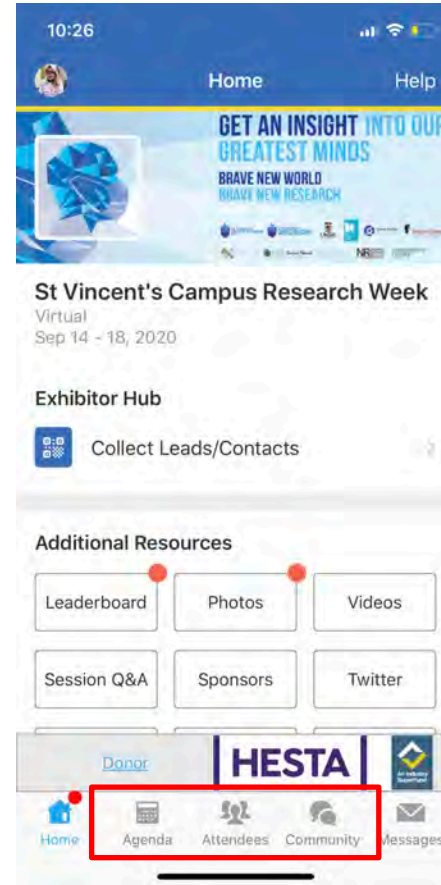 10:26
Home
Help
GET AN INSIGHT INTO OUR
GREATEST MINDS
BRAVE NEW WORLD
BRAVE NEW RESEARCH
St Vincent's Campus Research Week
Virtual
Sep 14 - 18, 2020
Exhibitor Hub
Collect Leads/Contacts
Additional Resources
Leaderboard
Photos
Videos
Session Q&A
Sponsors
Twitter
Donor
HESTA
Home
Agenda
Attendees
Community
Messages